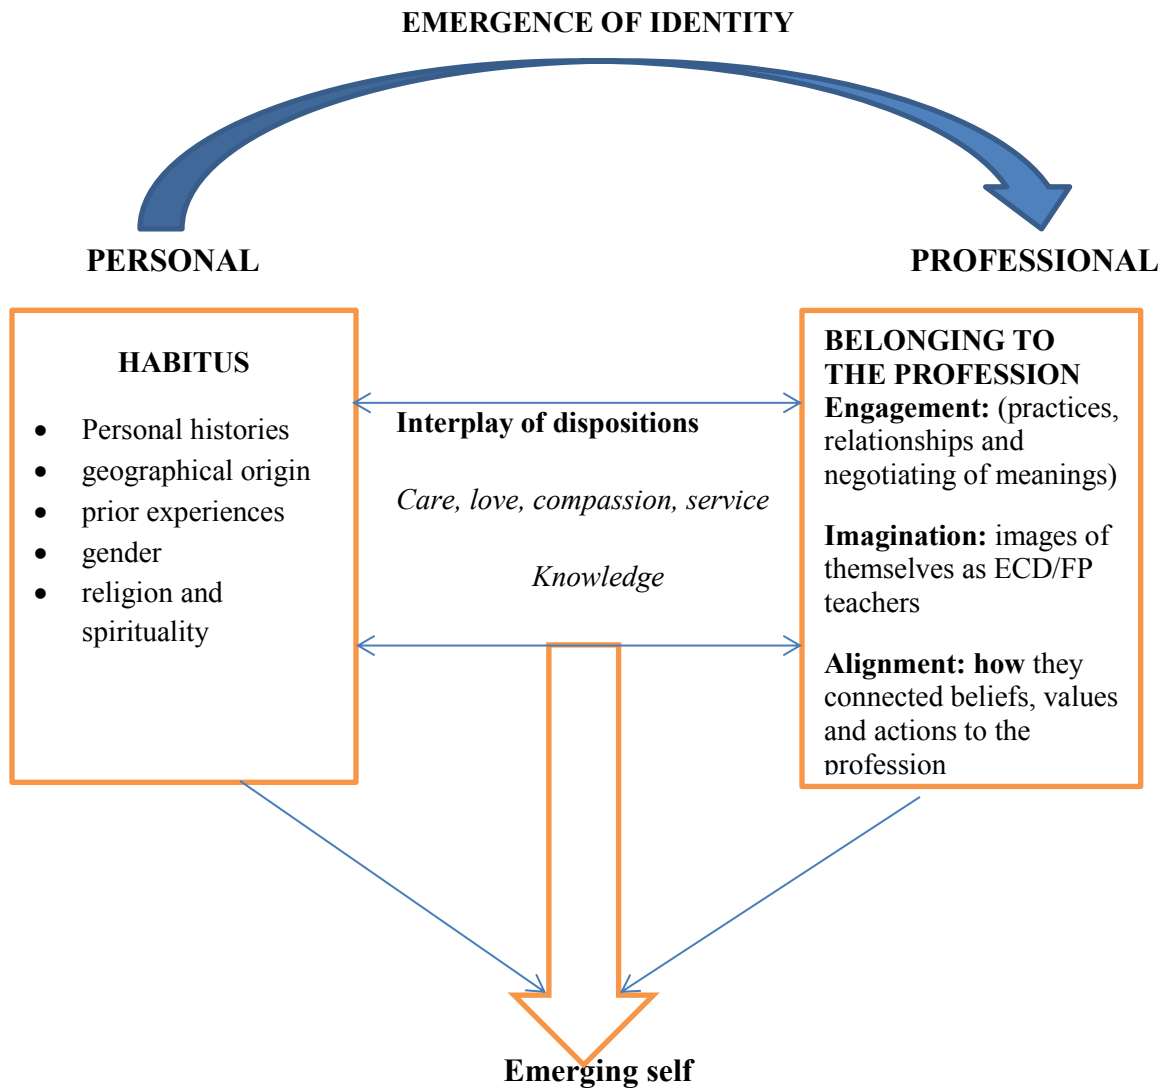 EMERGENCE OF IDENTITY
PERSONAL
PROFESSIONAL
HABITUS
• Personal histories
• geographical origin
• prior experiences
• gender
• religion and
spirituality
Interplay of dispositions
Care, love, compassion, service
Knowledge
BELONGING TO
THE PROFESSION
Engagement: (practices,
relationships and
negotiating of meanings)
Imagination: images of
themselves as ECD/FP
teachers
Alignment: how they
connected beliefs, values
and actions to the
profession
Emerging self